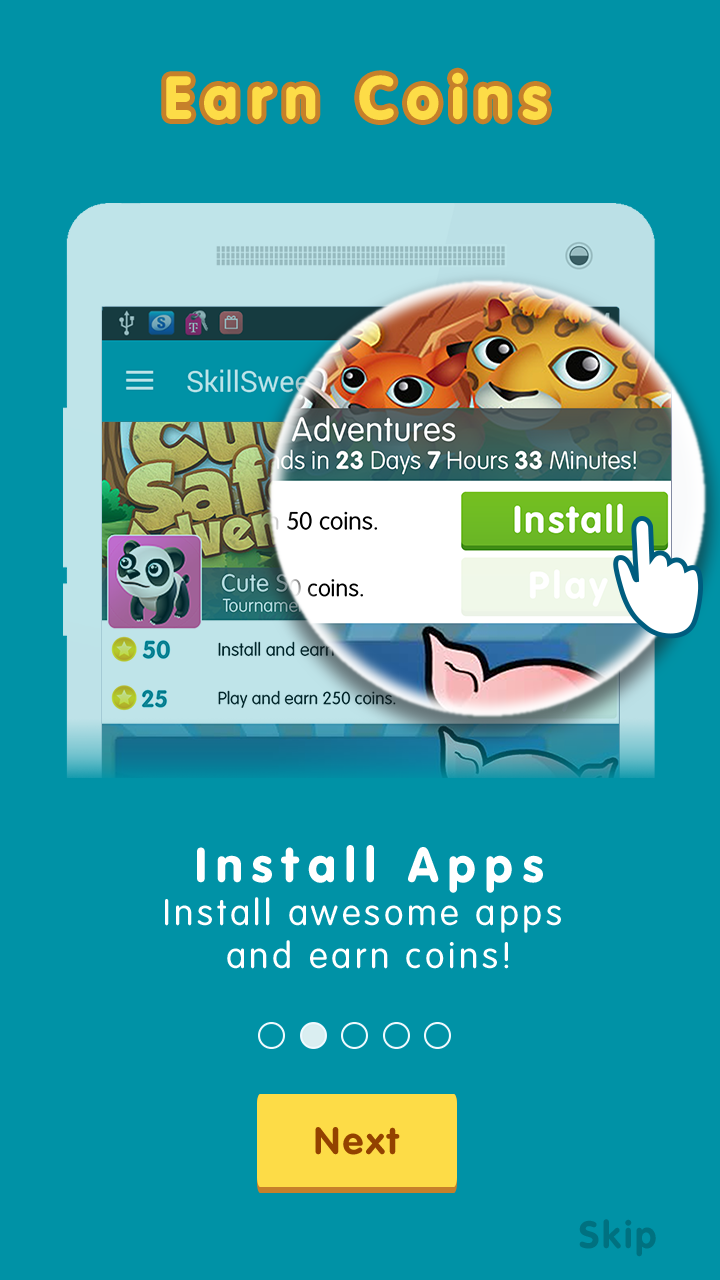 Earn Coins
SkillSwee
Adventures
ds in 23 Days 7 Hours 33 Minutes!
50 coins.
Install
coins.
Play
Cute S
Tourname
50
Install and earn
25
Play and earn 250 coins.
Install Apps
Install awesome apps
and earn coins!
Next
Skip